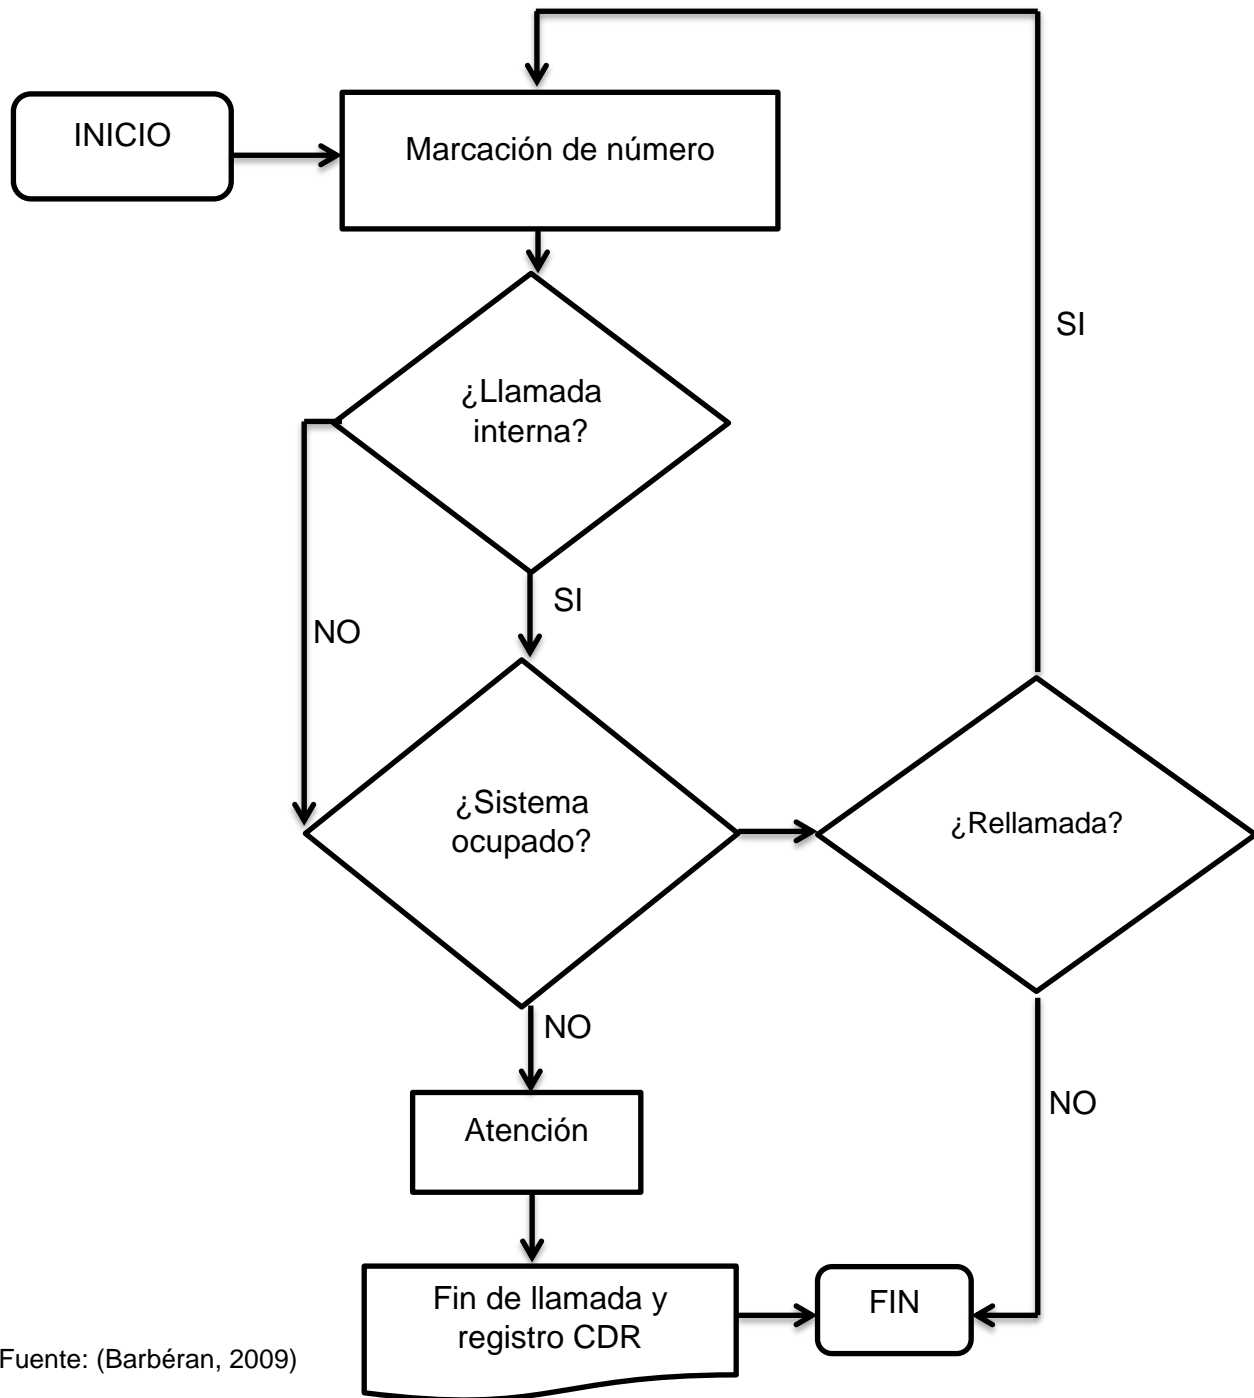 INICIO
Marcación de número
SI
¿Llamada
interna?
SI
NO
¿Sistema
ocupado?
¿Rellamada?
NO
NO
Atención
Fin de llamada y
registro CDR
FIN
Fuente: (Barbéran, 2009)